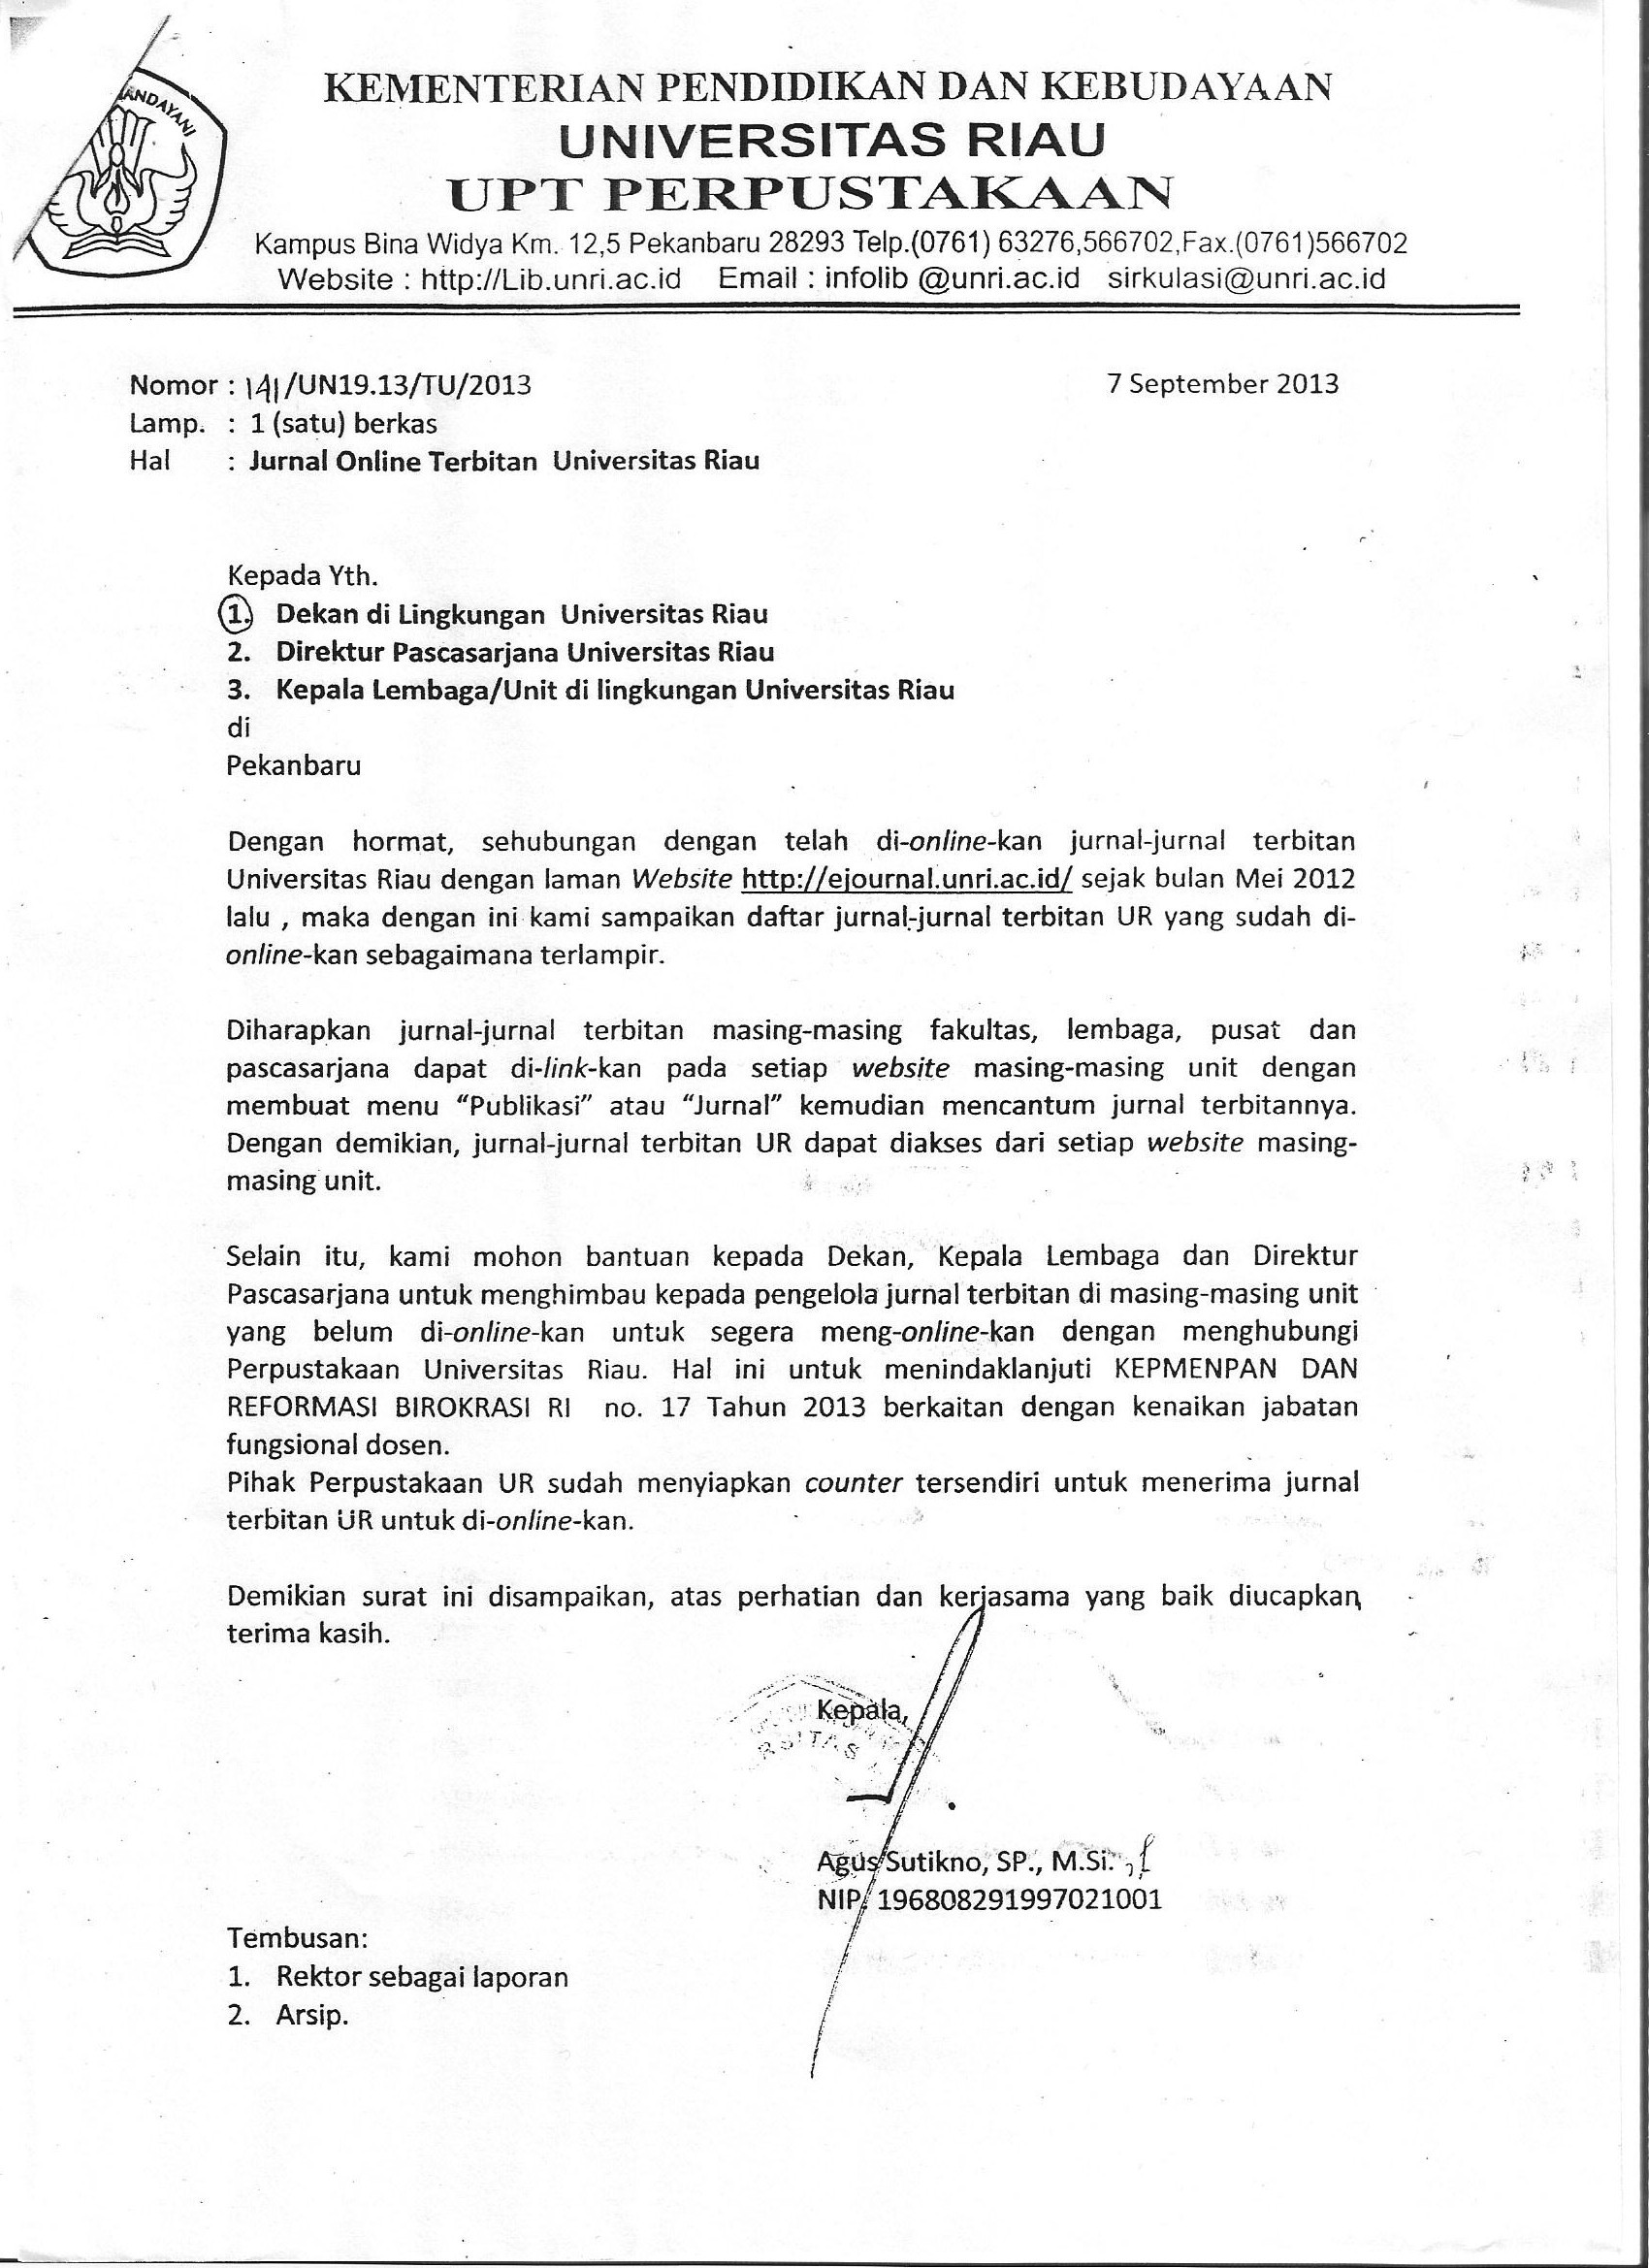 ANDAYANI
KEMENTERIAN PENDIDIKAN DAN KEBUDAYAAN
UNIVERSITAS RIAU
UPT PERPUSTAKAAN
Kampus Bina Widya Km. 12,5 Pekanbaru 28293 Telp.(0761) 63276,566702,Fax.(0761)566702
Website : http://Lib.unri.ac.id Email : infolib @unri.ac.id sirkulasi@unri.ac.id
Nomor : 141/UN19.13/TU/2013 7 September 2013
Lamp. : 1 (satu) berkas
Hal : Jurnal Online Terbitan Universitas Riau
Kepada Yth.
1. Dekan di Lingkungan Universitas Riau
2. Direktur Pascasarjana Universitas Riau
3. Kepala Lembaga/Unit di lingkungan Universitas Riau
di
Pekanbaru
Dengan hormat, sehubungan dengan telah di-online-kan jurnal-jurnal terbitan
Universitas Riau dengan laman Website http://ejournal.unri.ac.id/ sejak bulan Mei 2012
lalu , maka dengan ini kami sampaikan daftar jurnal-jurnal terbitan UR yang sudah di-
online-kan sebagaimana terlampir.
Diharapkan jurnal-jurnal terbitan masing-masing fakultas, lembaga, pusat dan
pascasarjana dapat di-link-kan pada setiap website masing-masing unit dengan
membuat menu “Publikasi” atau “Jurnal” kemudian mencantum jurnal terbitannya.
Dengan demikian, jurnal-jurnal terbitan UR dapat diakses dari setiap website masing-
masing unit.
Selain itu, kami mohon bantuan kepada Dekan, Kepala Lembaga dan Direktur
Pascasarjana untuk menghimbau kepada pengelola jurnal terbitan di masing-masing unit
yang belum di-online-kan untuk segera meng-online-kan dengan menghubungi
Perpustakaan Universitas Riau. Hal ini untuk menindaklanjuti KEPMENPAN DAN
REFORMASI BIROKRASI RI no. 17 Tahun 2013 berkaitan dengan kenaikan jabatan
fungsional dosen.
Pihak Perpustakaan UR sudah menyiapkan counter tersendiri untuk menerima jurnal
terbitan UR untuk di-online-kan.
Demikian surat ini disampaikan, atas perhatian dan kerjasama yang baik diucapkan
terima kasih.
Kepala,
Agus Sutikno, SP., M.Si.
NIP. 196808291997021001
Tembusan:
1. Rektor sebagai laporan
2. Arsip.